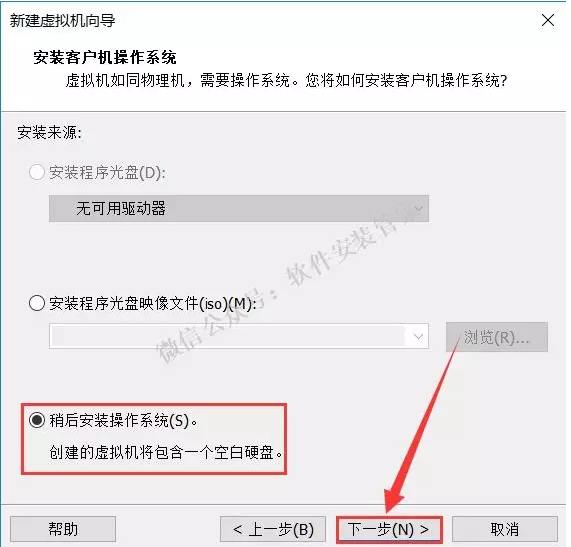 新建虚拟机向导
安装客户机操作系统
虚拟机如同物理机，需要操作系统。您将如何安装客户机操作系统?
安装来源:
安装程序光盘(D):
无可用驱动器
安装程序光盘映像文件(iso)(M):
浏览(R)...
稍后安装操作系统(S)。
创建的虚拟机将包含一个空白硬盘。
帮助
< 上一步(B)
下一步(N) >
取消
微信公众号：软件安装管家